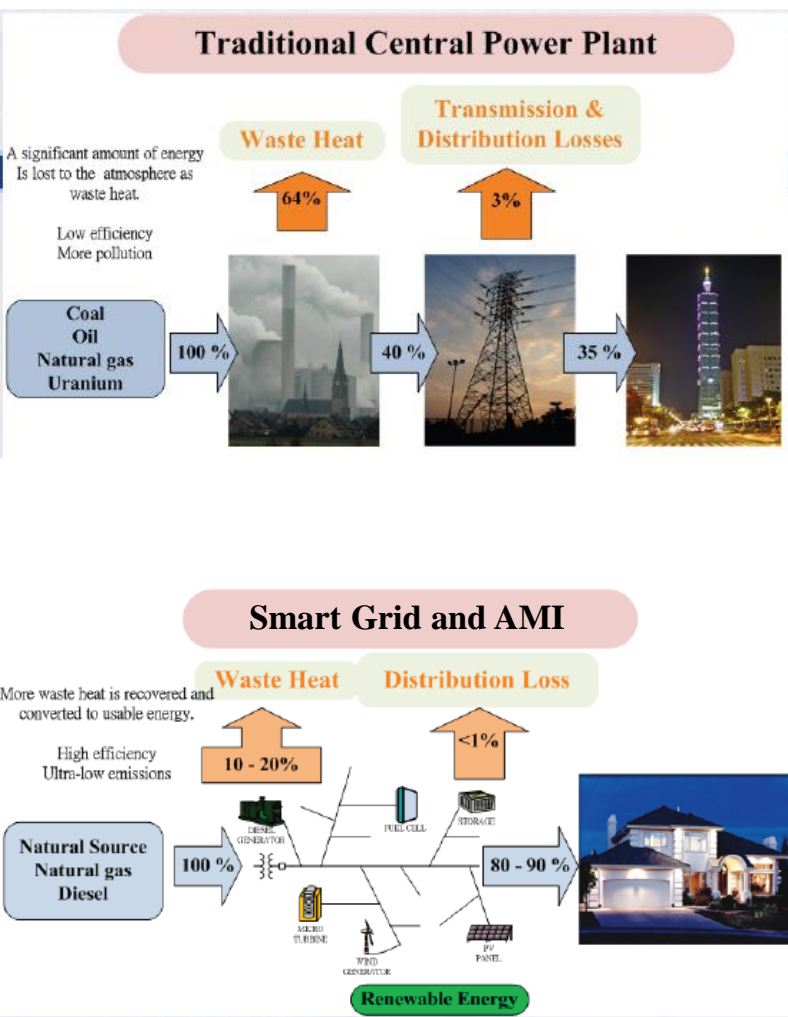 Traditional Central Power Plant
Transmission &
Distribution Losses
Waste Heat
A significant amount of energy
Is lost to the atmosphere as
waste heat.
64%
3%
Low efficiency
More pollution
Coal
Oil
Natural gas
Uranium
100 %
40 %
35 %
Smart Grid and AMI
Waste Heat
Distribution Loss
More waste heat is recovered and
converted to usable energy.
High efficiency
Ultra-low emissions
10 - 20%
<1%
DIESEL
GENERATOR
FUEL CELL
STORAGE
Natural Source
Natural gas
Diesel
100 %
80 - 90 %
MICRO
TURBINE
WIND
GENERATOR
PV
PANEL
Renewable Energy